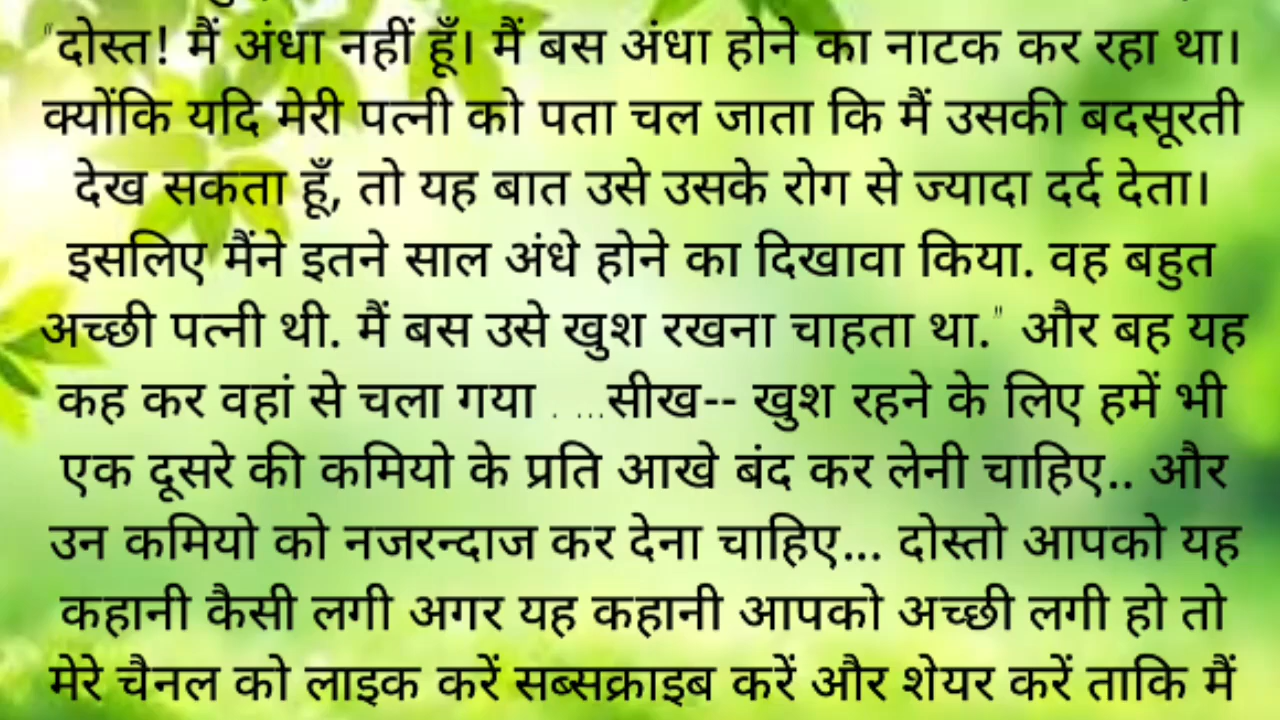 "दोस्त! मैं अंधा नहीं हूँ। मैं बस अंधा होने का नाटक कर रहा था।
क्योंकि यदि मेरी पत्नी को पता चल जाता कि मैं उसकी बदसूरती
देख सकता हूँ, तो यह बात उसे उसके रोग से ज्यादा दर्द देता।
इसलिए मैंने इतने साल अंधे होने का दिखावा किया. वह बहुत
अच्छी पत्नी थी. मैं बस उसे खुश रखना चाहता था." और बह यह
कह कर वहां से चला गया . ...सीख-- खुश रहने के लिए हमें भी
एक दूसरे की कमियो के प्रति आखे बंद कर लेनी चाहिए.. और
उन कमियो को नजरन्दाज कर देना चाहिए... दोस्तो आपको यह
कहानी कैसी लगी अगर यह कहानी आपको अच्छी लगी हो तो
मेरे चैनल को लाइक करें सब्सक्राइब करें और शेयर करें ताकि मैं